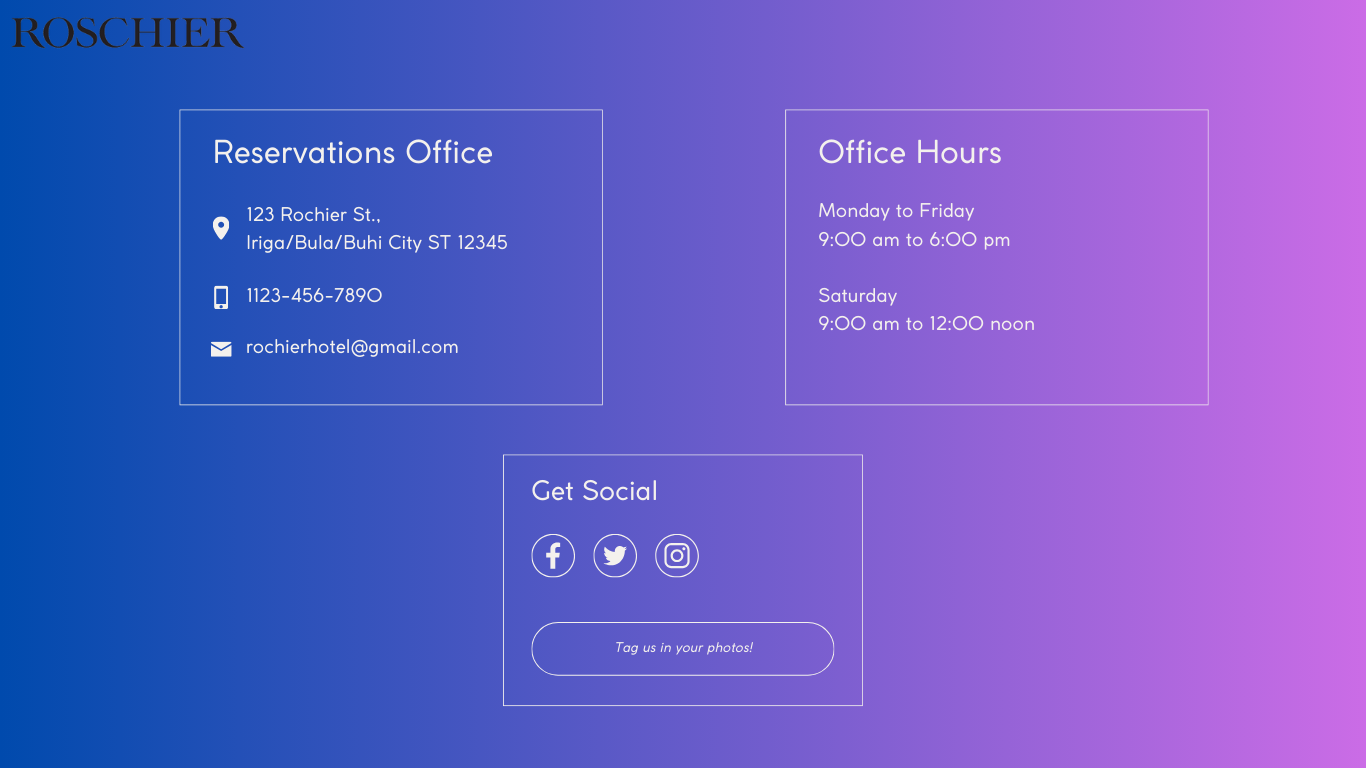 ROSCHIER
Reservations Office
123 Rochier St.,
Iriga/Bula/Buhi City ST 12345
1123-456-7890
rochierhotel@gmail.com
Office Hours
Monday to Friday
9:00 am to 6:00 pm
Saturday
9:00 am to 12:00 noon
Get Social
Tag us in your photos!